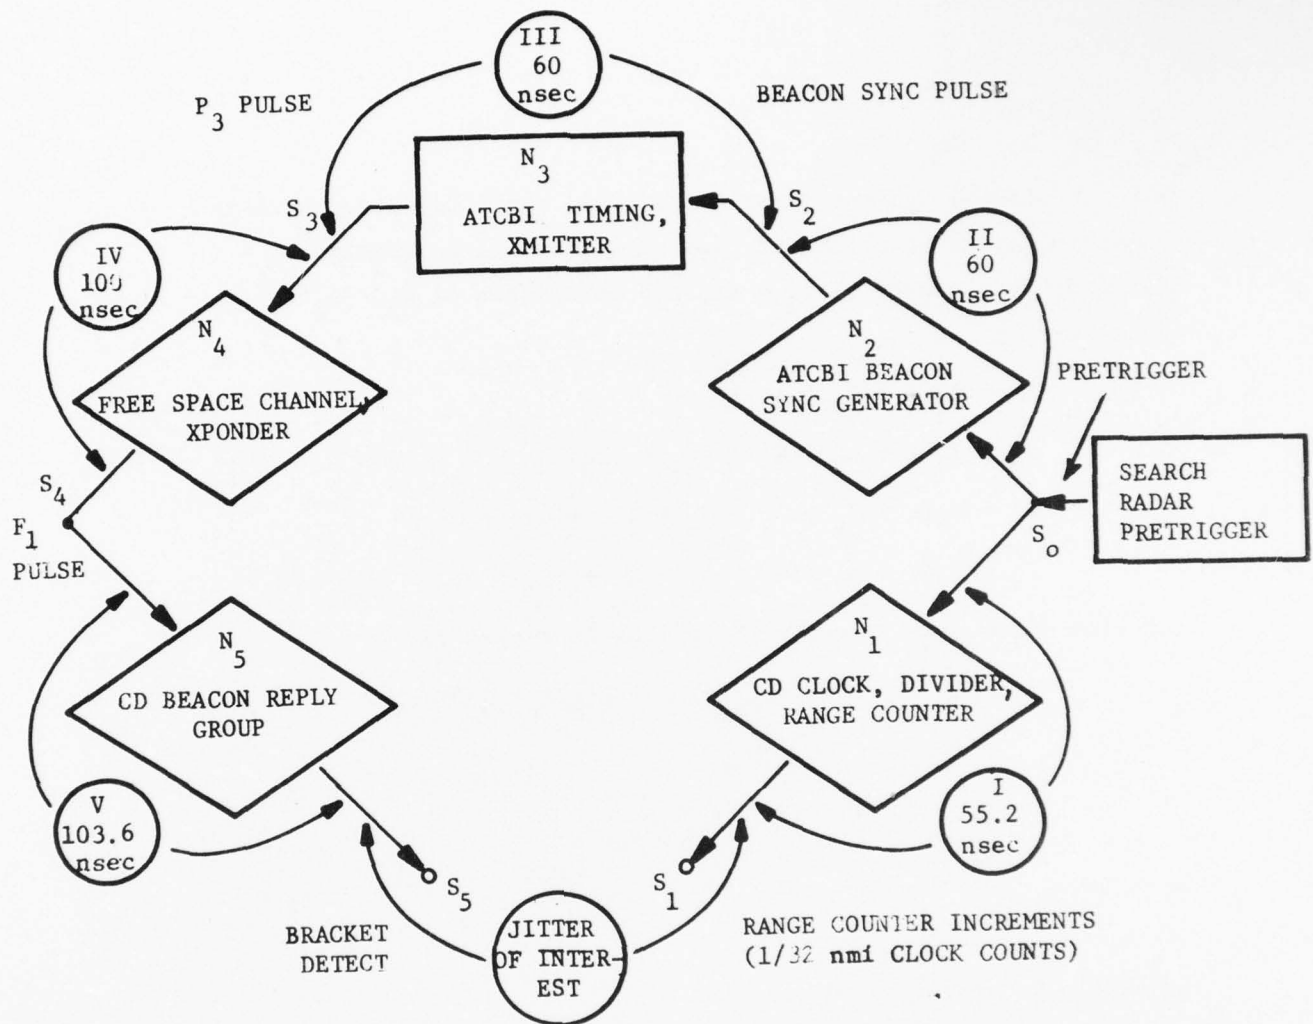 III
60
nsec
P3 PULSE
BEACON SYNC PULSE
N3
ATCBI TIMING,
XMITTER
S3
S2
IV
100
nsec
II
60
nsec
N4
FREE SPACE CHANNEL,
XPONDER
N2
ATCBI BEACON
SYNC GENERATOR
PRETRIGGER
SEARCH
RADAR
PRETRIGGER
S4
F1
PULSE
So
N5
CD BEACON REPLY
GROUP
N1
CD CLOCK, DIVIDER,
RANGE COUNTER
V
103.6
nsec
I
55.2
nsec
S5
S1
BRACKET
DETECT
JITTER
OF INTER-
EST
RANGE COUNTER INCREMENTS
(1/32 nmi CLOCK COUNTS)